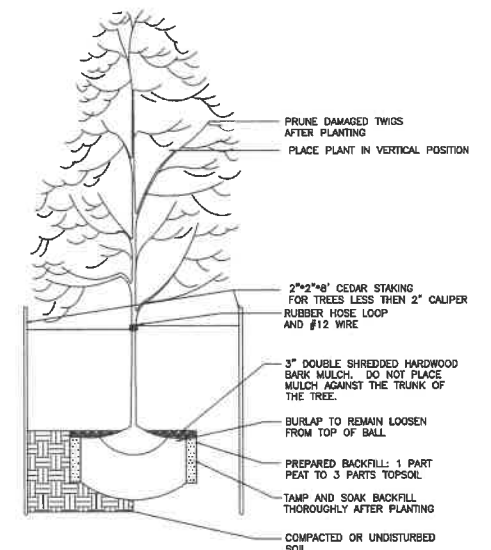 PRUNE DAMAGED TWIGS
AFTER PLANTING
PLACE PLANT IN VERTICAL POSITION
2"*2"*8' CEDAR STAKING
FOR TREES LESS THEN 2" CALIPER
RUBBER HOSE LOOP
AND #12 WIRE
3" DOUBLE SHREDDED HARDWOOD
BARK MULCH. DO NOT PLACE
MULCH AGAINST THE TRUNK OF
THE TREE.
BURLAP TO REMAIN LOOSEN
FROM TOP OF BALL
PREPARED BACKFILL: 1 PART
PEAT TO 3 PARTS TOPSOIL
TAMP AND SOAK BACKFILL
THOROUGHLY AFTER PLANTING
COMPACTED OR UNDISTURBED
SOIL